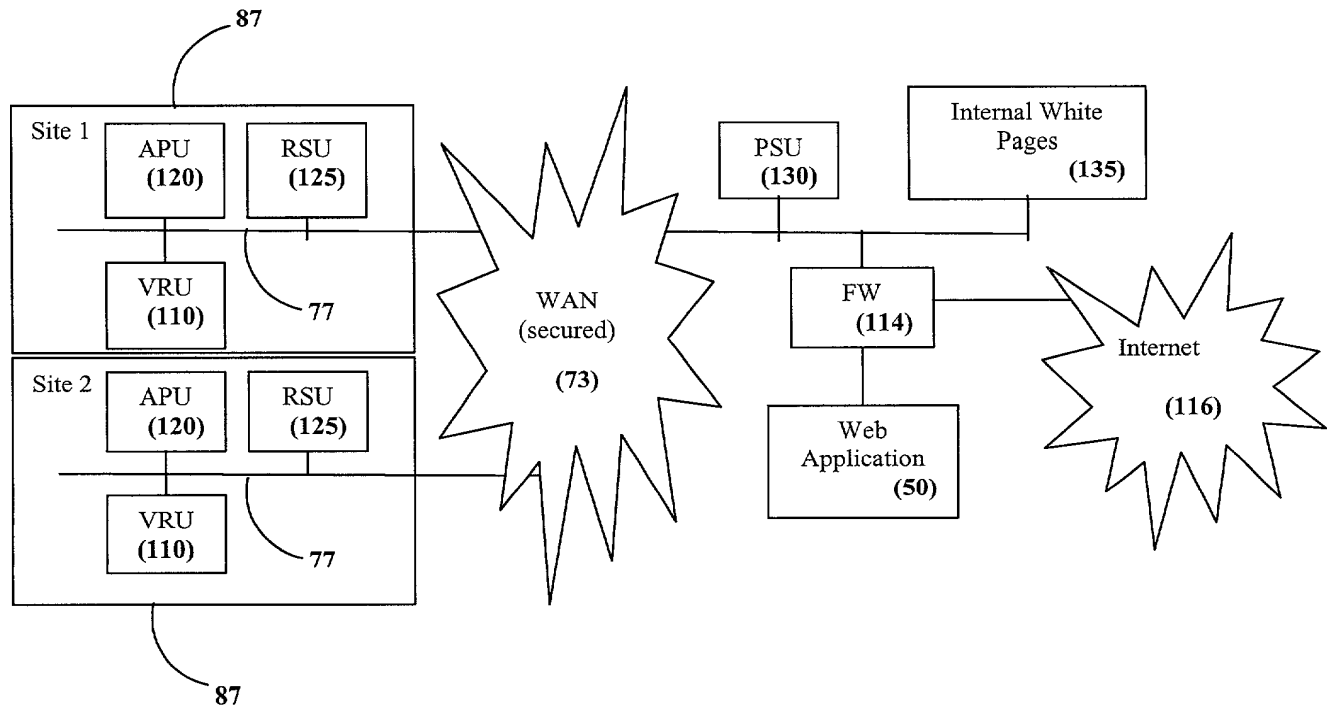 87
Site 1
APU
(120)
RSU
(125)
VRU
(110)
77
Site 2
APU
(120)
RSU
(125)
VRU
(110)
77
87
WAN
(secured)
(73)
PSU
(130)
Internal White
Pages
(135)
FW
(114)
Web
Application
(50)
Internet
(116)